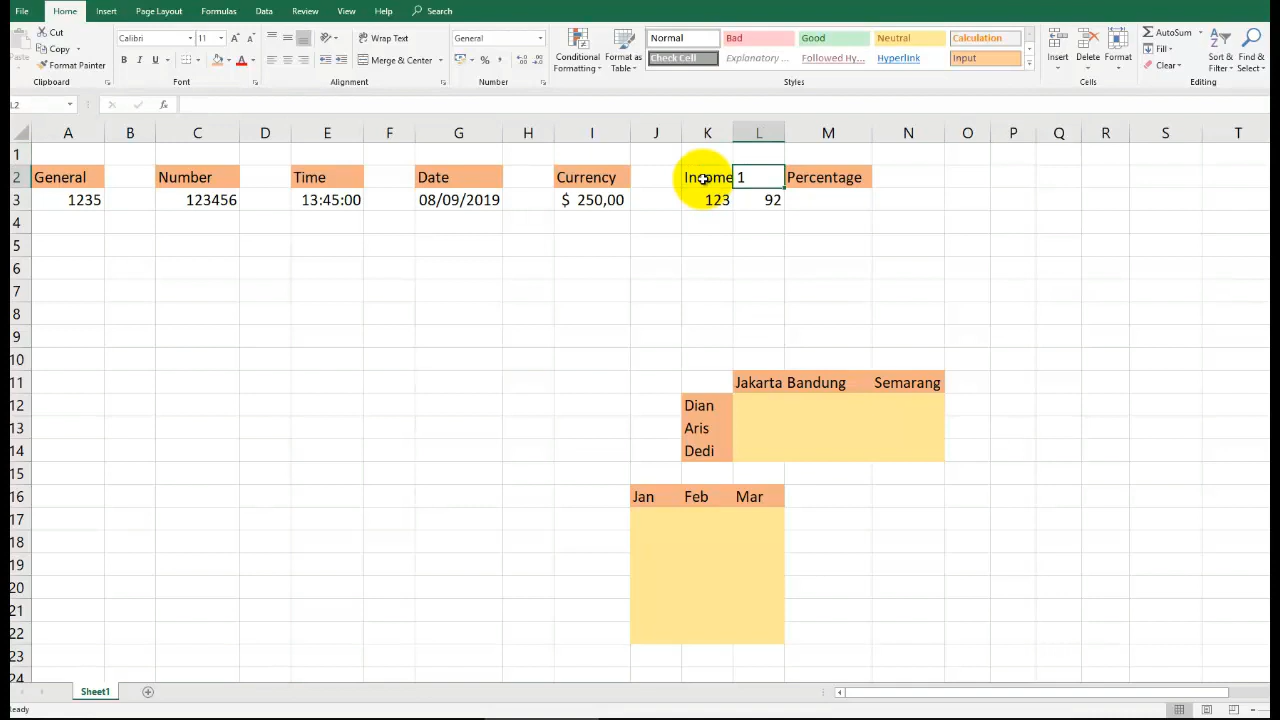 File Home Insert Page Layout Formulas Data Review View Help Search
Cut Calibri 11 Wrap Text General Normal Bad Good Neutral Calculation AutoSum
Copy Fill
Paste Format Painter B I U Merge & Center Conditional Formatting Format as Table Check Cell Explanatory ... Followed Hy... Hyperlink Input Insert Delete Format Clear Sort & Filter Find & Select
Clipboard Font Alignment Number Styles Cells Editing
L2 fx
A B C D E F G H I J K L M N O P Q R S T
1
2 General Number Time Date Currency Income 1 Percentage
3 1235 123456 13:45:00 08/09/2019 $ 250,00 123 92
4
5
6
7
8
9
10
11 Jakarta Bandung Semarang
12 Dian
13 Aris
14 Dedi
15
16 Jan Feb Mar
17
18
19
20
21
22
23
24
Sheet1